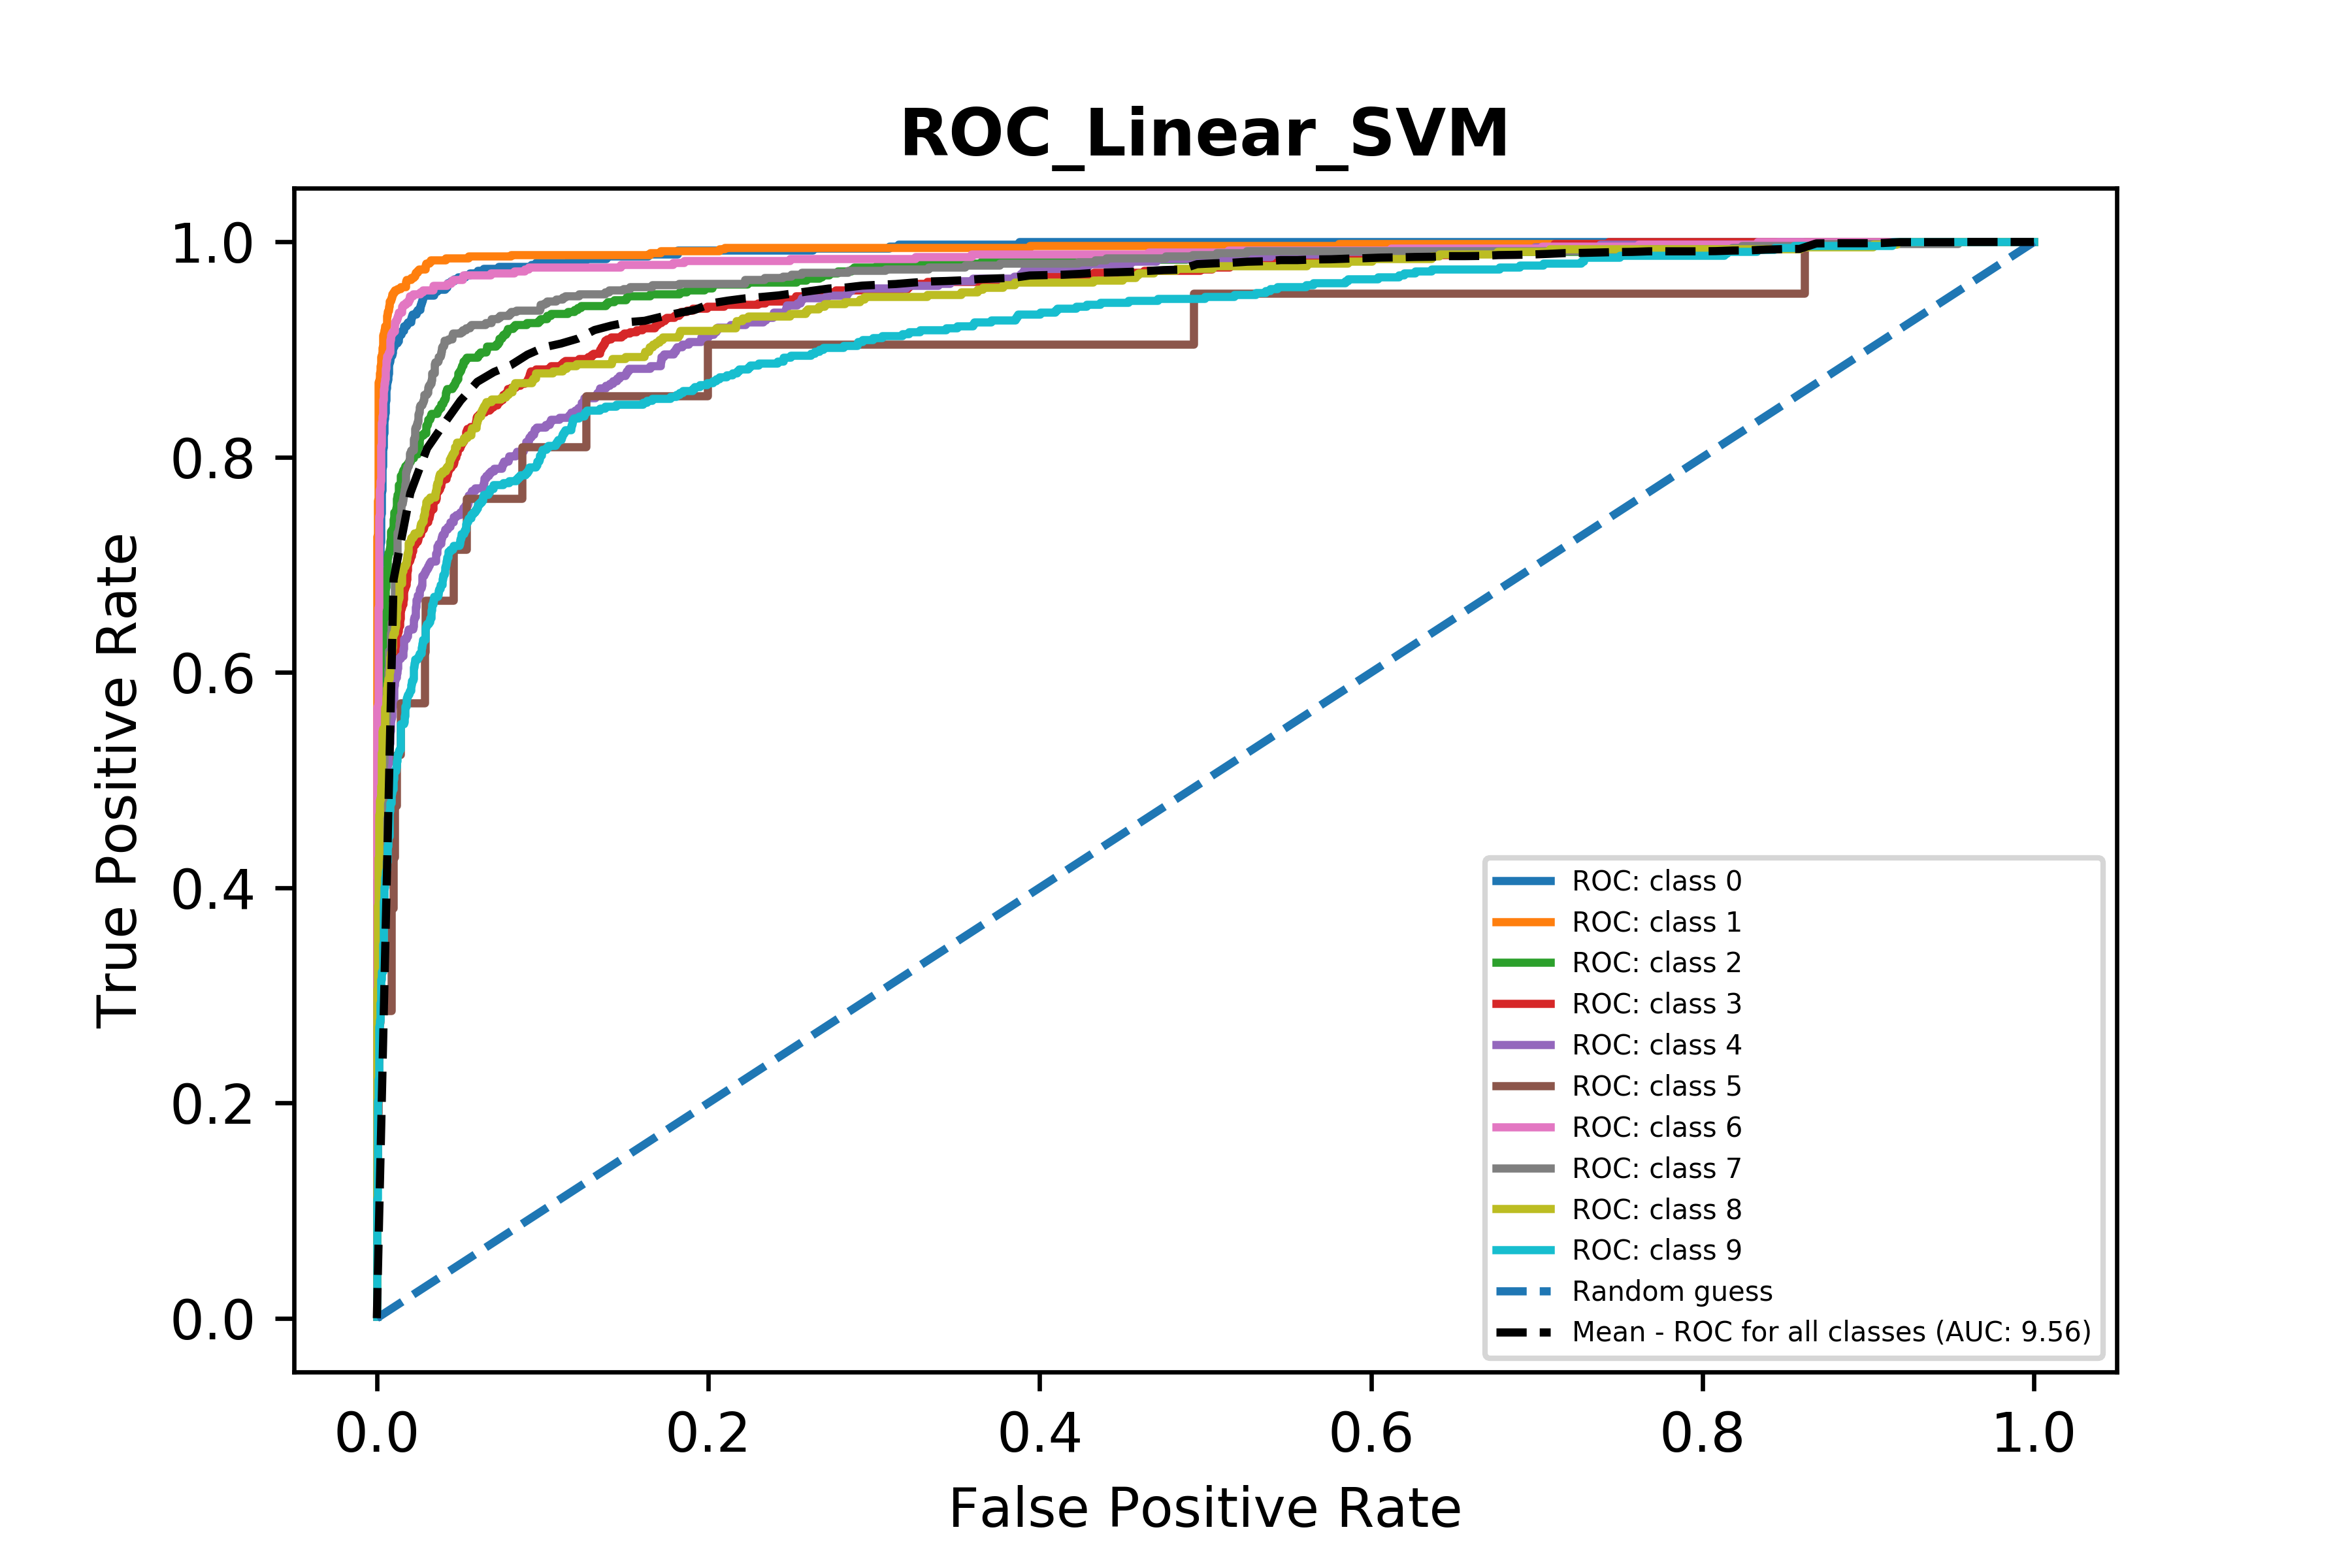 ROC_Linear_SVM
True Positive Rate
1.0
0.8
0.6
0.4
0.2
0.0
ROC: class 0
ROC: class 1
ROC: class 2
ROC: class 3
ROC: class 4
ROC: class 5
ROC: class 6
ROC: class 7
ROC: class 8
ROC: class 9
Random guess
Mean - ROC for all classes (AUC: 9.56)
0.0 0.2 0.4 0.6 0.8 1.0
False Positive Rate